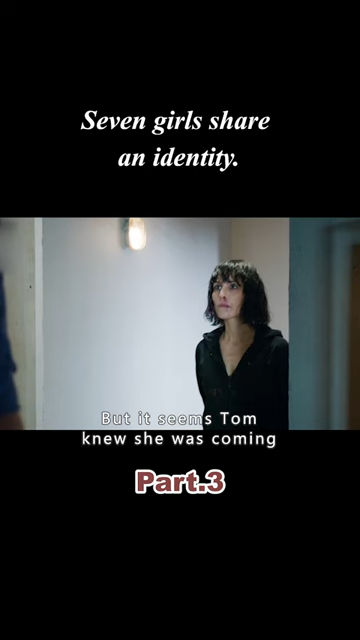 Seven girls share
an identity.
But it seems Tom
knew she was coming
Part.3